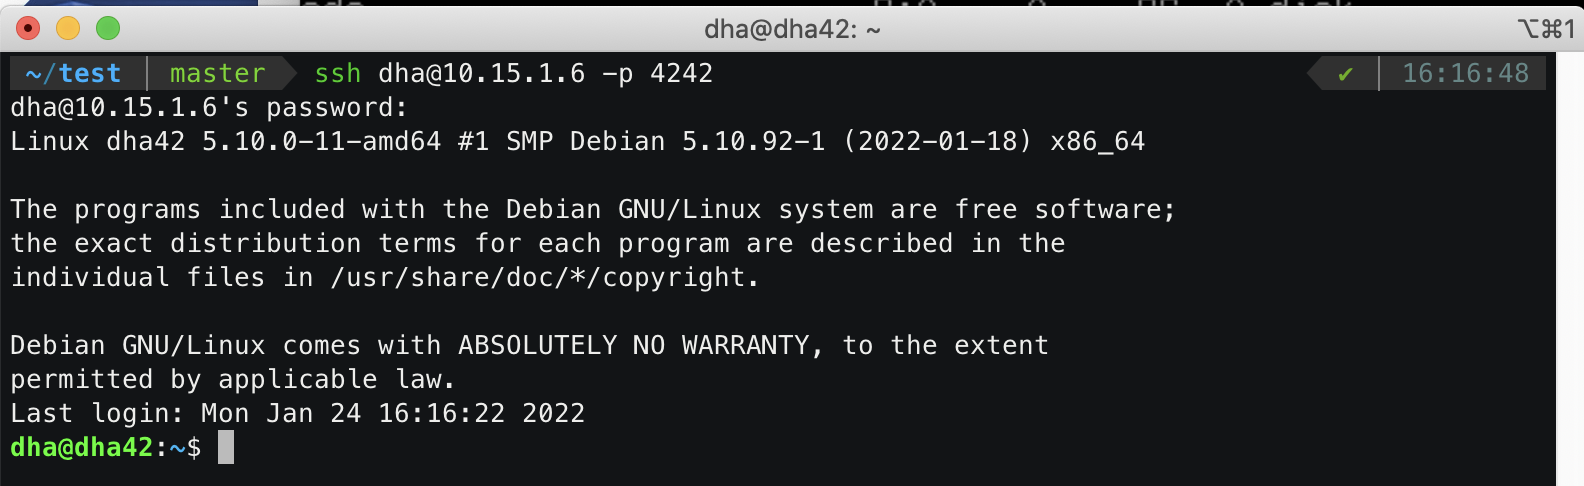 dha@dha42: ~ ⌥⌘1
~/test master ssh dha@10.15.1.6 -p 4242 ✔ 16:16:48
dha@10.15.1.6's password:
Linux dha42 5.10.0-11-amd64 #1 SMP Debian 5.10.92-1 (2022-01-18) x86_64
The programs included with the Debian GNU/Linux system are free software;
the exact distribution terms for each program are described in the
individual files in /usr/share/doc/*/copyright.
Debian GNU/Linux comes with ABSOLUTELY NO WARRANTY, to the extent
permitted by applicable law.
Last login: Mon Jan 24 16:16:22 2022
dha@dha42:~$